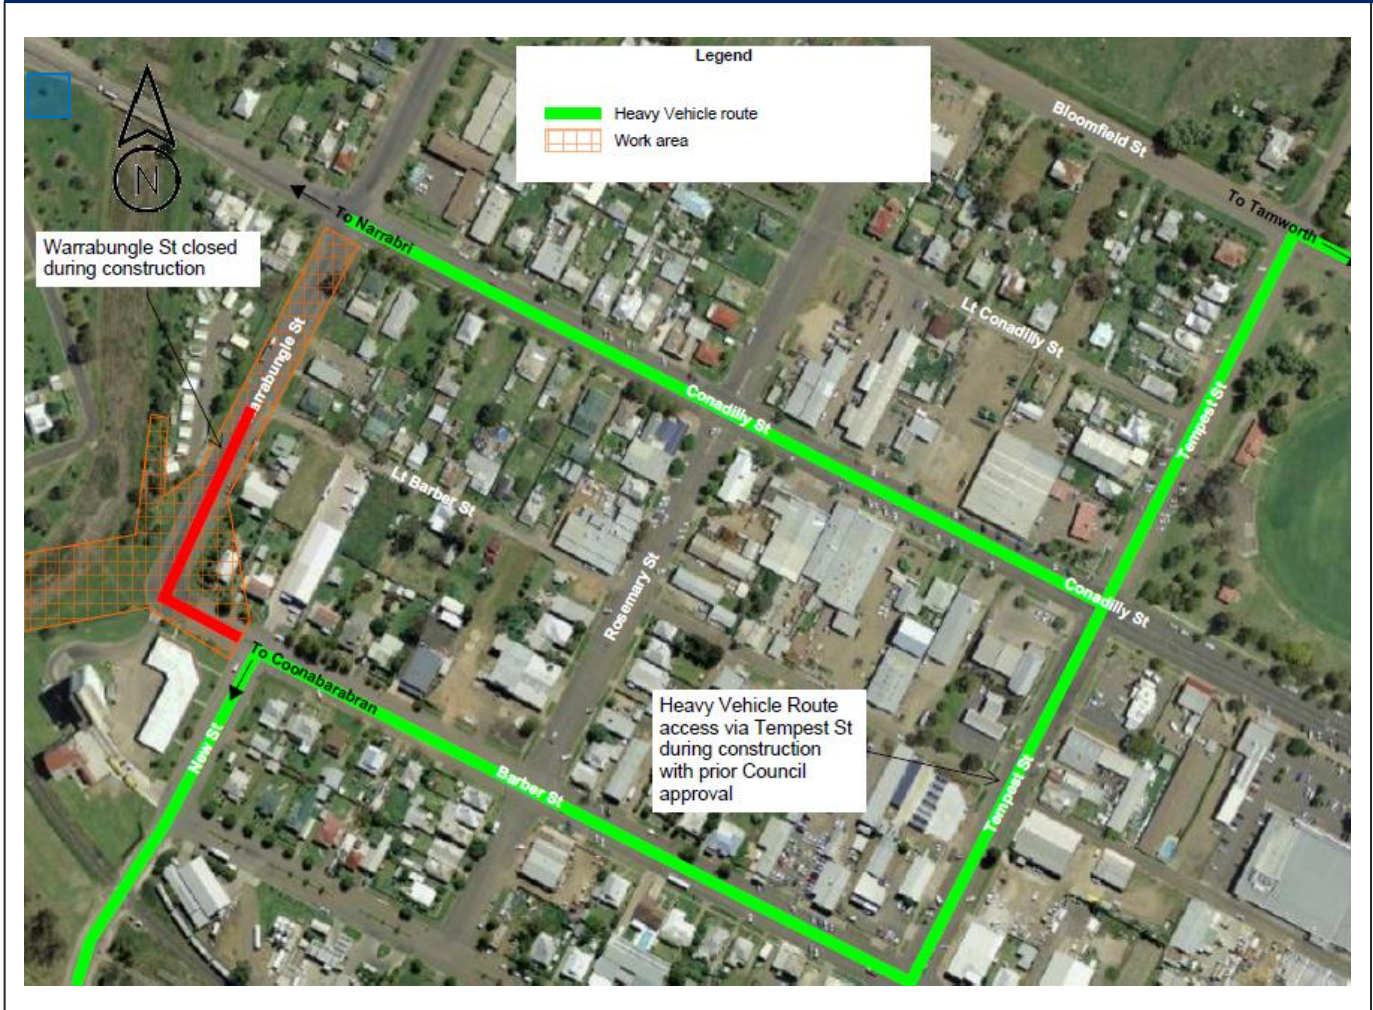 Legend
Heavy Vehicle route
Work area
Bloomfield St
To Tamworth
N
To Narrabri
Warrabungle St closed
during construction
Lt Conadilly St
arrabungle St
Conadilly St
Tempest St
Lt Barber St
Rosemary St
Conadilly St
To Coonabarabran
Heavy Vehicle Route
access via Tempest St
during construction
with prior Council
approval
New St
Barber St
Tempest St